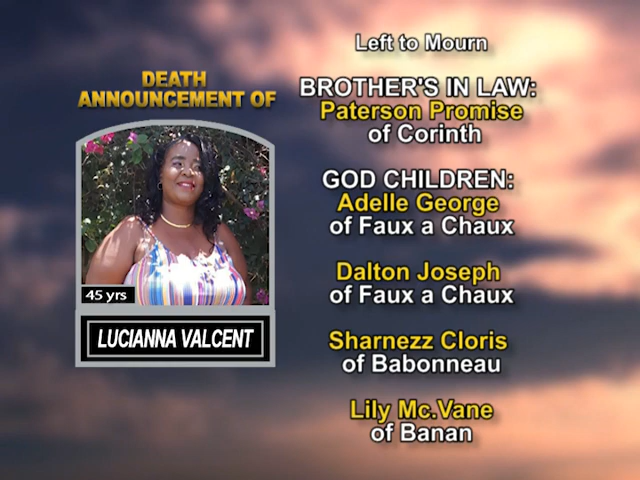 DEATH
ANNOUNCEMENT OF
45 yrs
LUCIANNA VALCENT
Left to Mourn
BROTHER'S IN LAW:
Paterson Promise
of Corinth
GOD CHILDREN:
Adelle George
of Faux a Chaux
Dalton Joseph
of Faux a Chaux
Sharnezz Cloris
of Babonneau
Lily Mc.Vane
of Banan